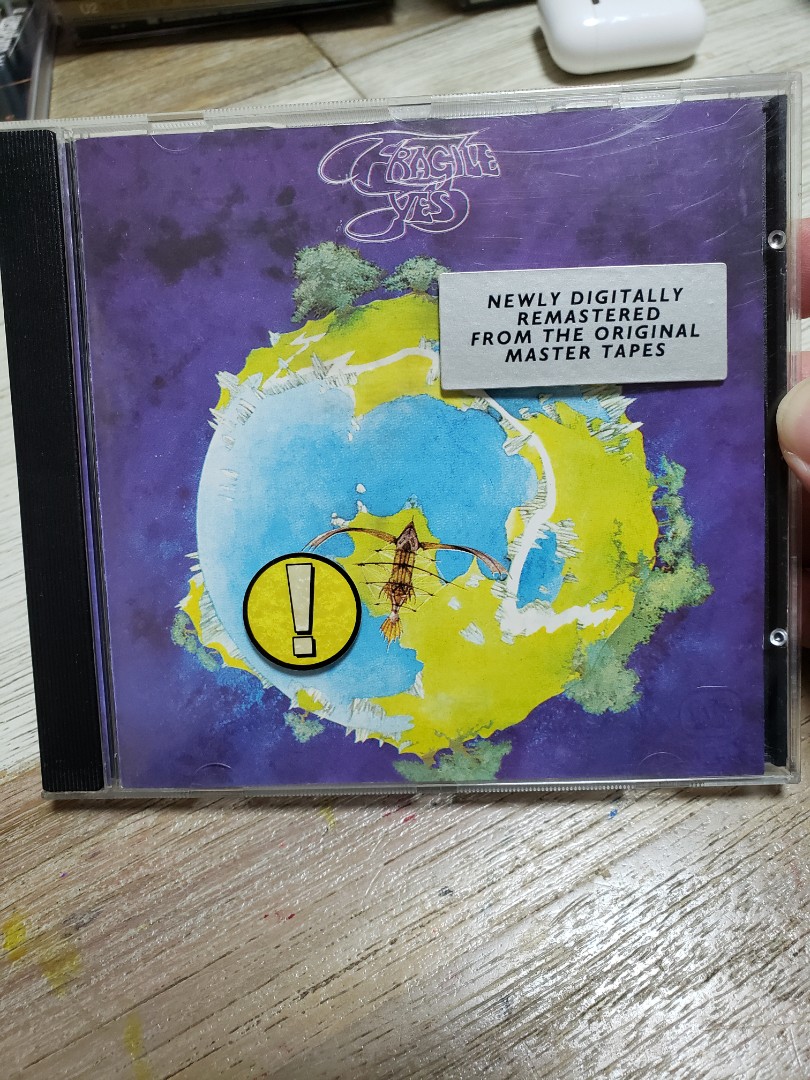 FRAGILE
YES
NEWLY DIGITALLY
REMASTERED
FROM THE ORIGINAL
MASTER TAPES
!